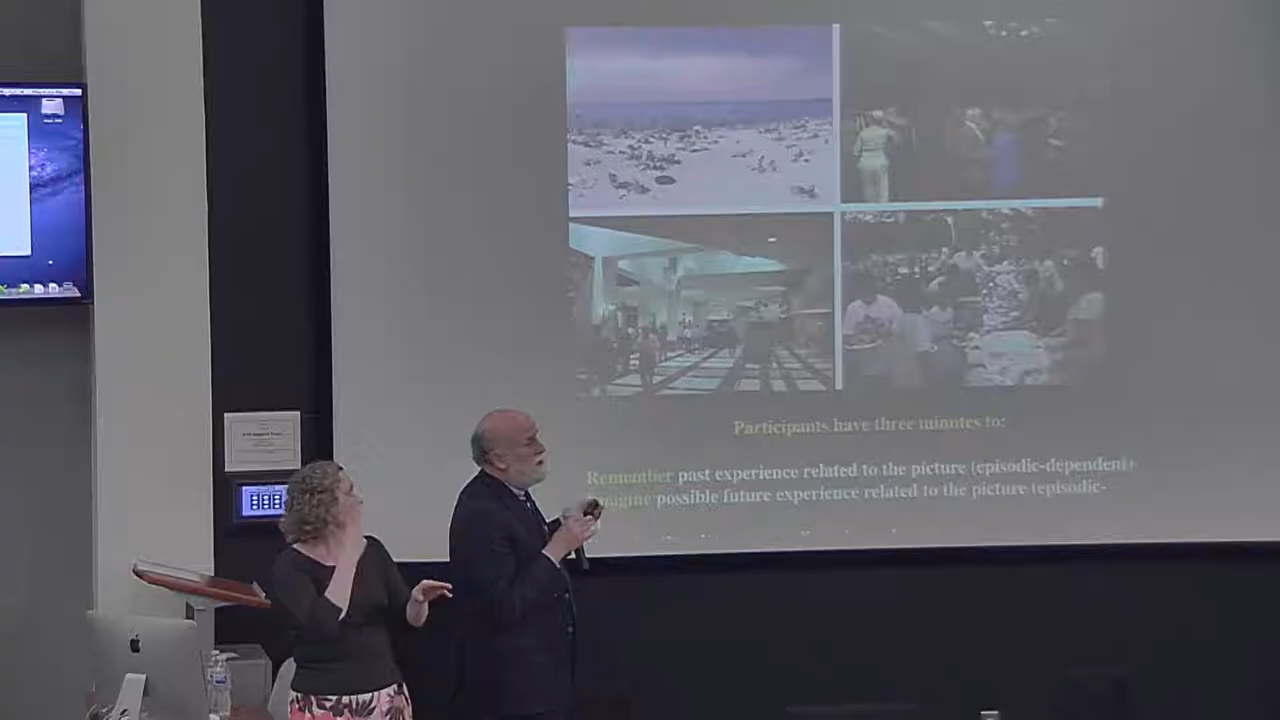 Participants have three minutes to:
Remember past experience related to the picture (episodic-dependent)
Imagine possible future experience related to the picture (episodic-